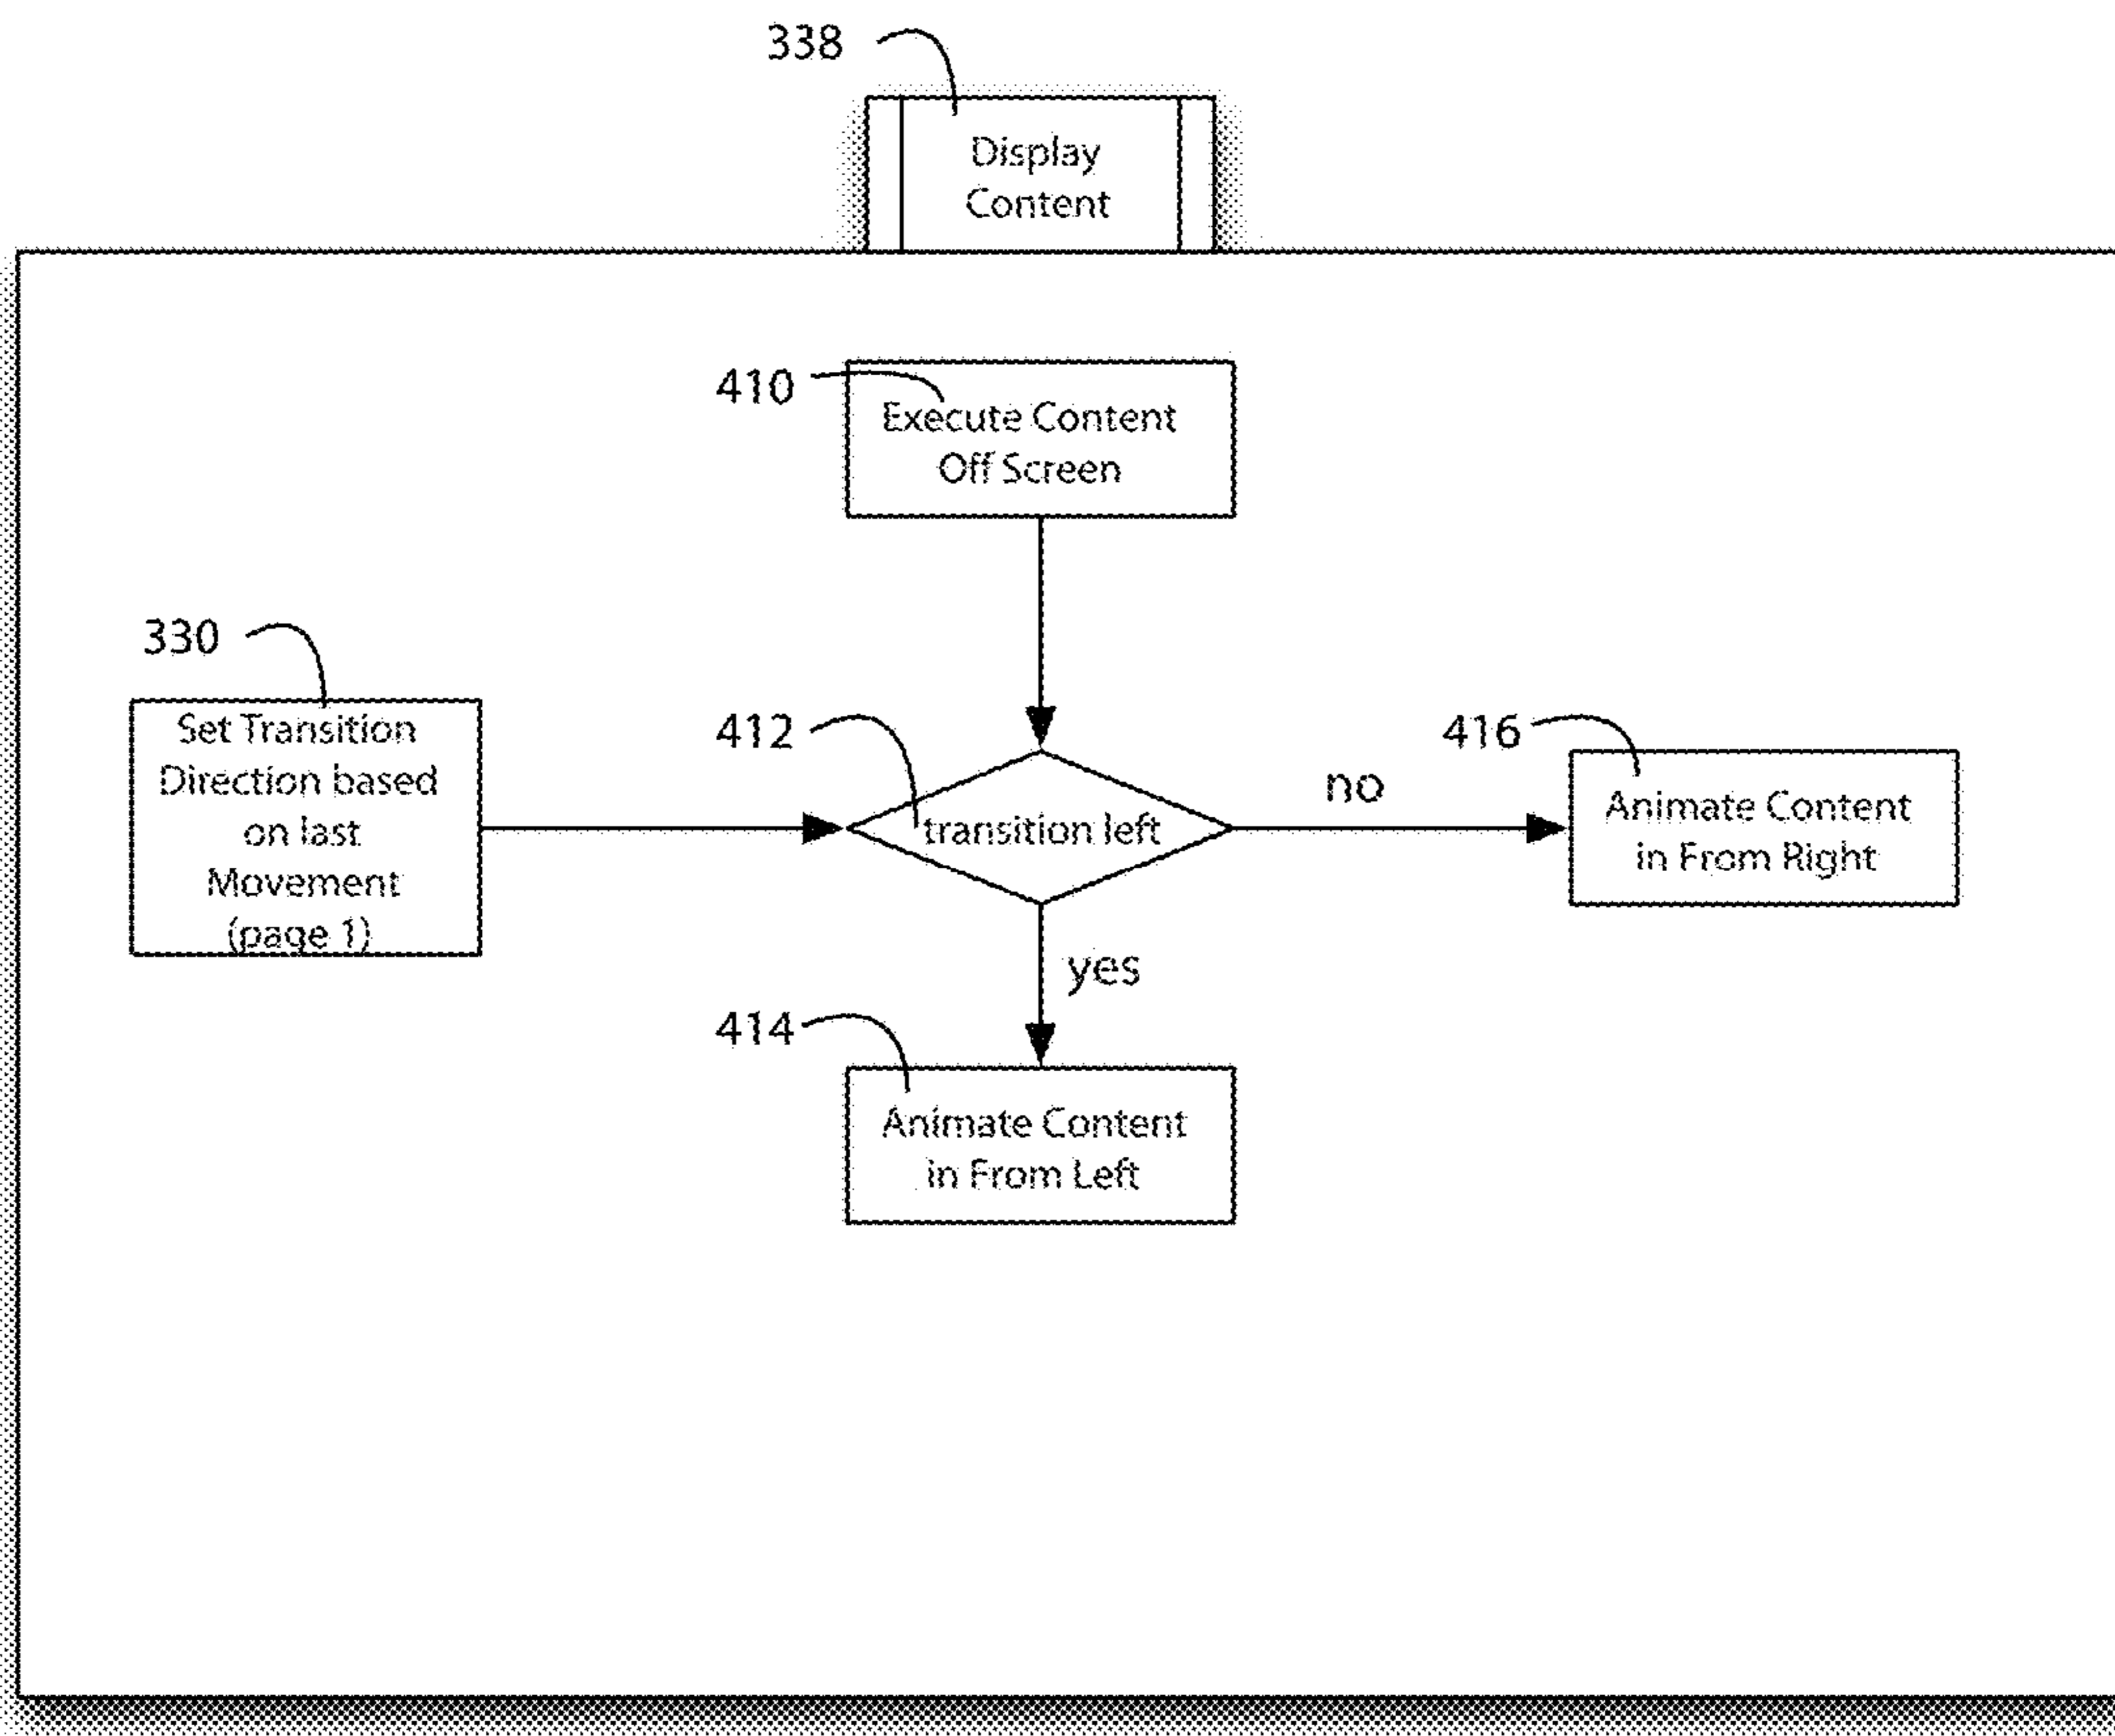 338
Display
Content
410
Execute Content
Off Screen
330
Set Transition
Direction based
on last
Movement
(page 1)
412
transition left
no
416
Animate Content
in From Right
yes
414
Animate Content
in From Left